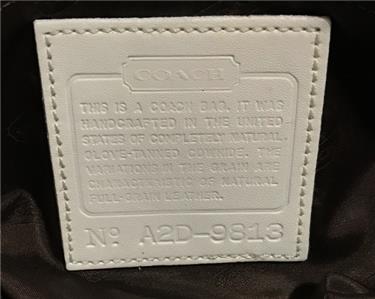 COACH
THIS IS A COACH BAG. IT WAS
HANDCRAFTED IN THE UNITED
STATES OF COMPLETELY NATURAL
GLOVE-TANNED COWHIDE. THE
VARIATIONS IN THE GRAIN ARE
CHARACTERISTIC OF NATURAL
FULL-GRAIN LEATHER.
No A2D-9813